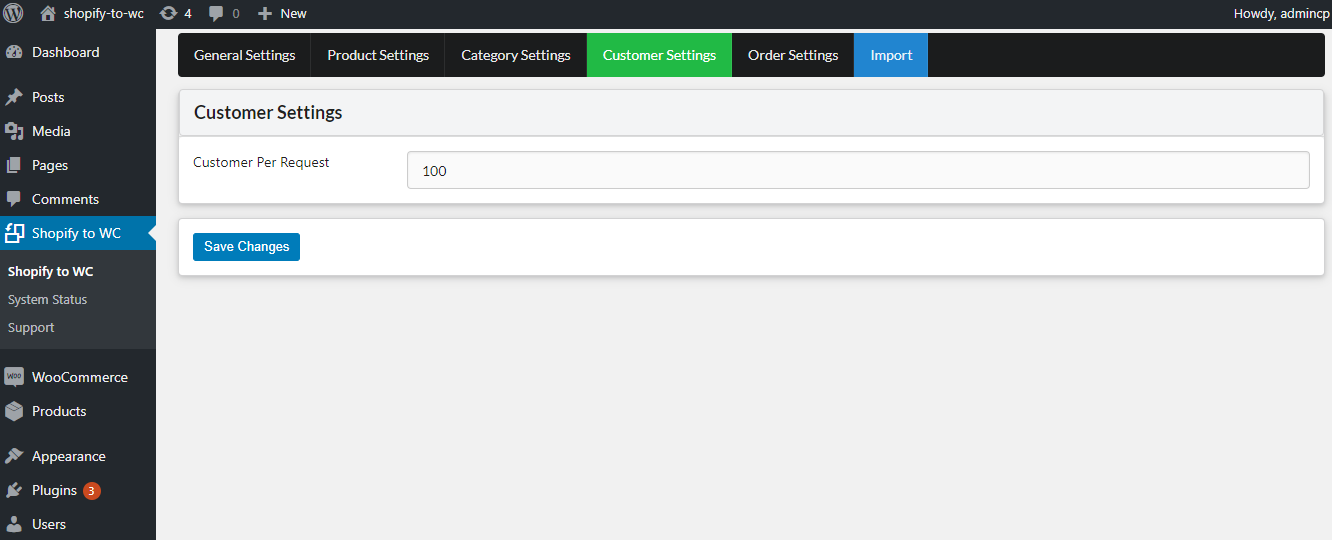 shopify-to-wc 4 0 New Howdy, admincp
Dashboard
Posts
Media
Pages
Comments
Shopify to WC
Shopify to WC
System Status
Support
WOO WooCommerce
Products
Appearance
Plugins 3
Users
General Settings Product Settings Category Settings Customer Settings Order Settings Import
Customer Settings
Customer Per Request 100
Save Changes